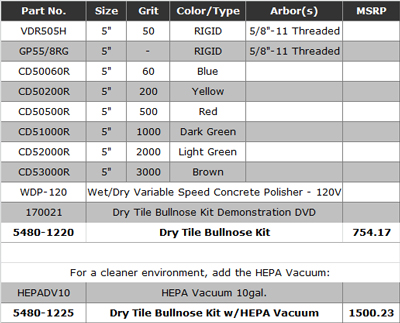 Part No. Size Grit Color/Type Arbor(s) MSRP
VDR50SH 5" 50 RIGID 5/8"-11 Threaded
GP55/8RG 5" - RIGID 5/8"-11 Threaded
CD50060R 5" 60 Blue
CD50200R 5" 200 Yellow
CD50500R 5" 500 Red
CD51000R 5" 1000 Dark Green
CD52000R 5" 2000 Light Green
CD53000R 5" 3000 Brown
WDP-120 Wet/Dry Variable Speed Concrete Polisher - 120V
170021 Dry Tile Bullnose Kit Demonstration DVD
5480-1220 Dry Tile Bullnose Kit 754.17
For a cleaner environment, add the HEPA Vacuum:
HEPADV10 HEPA Vacuum 10gal.
5480-1225 Dry Tile Bullnose Kit w/HEPA Vacuum 1500.23